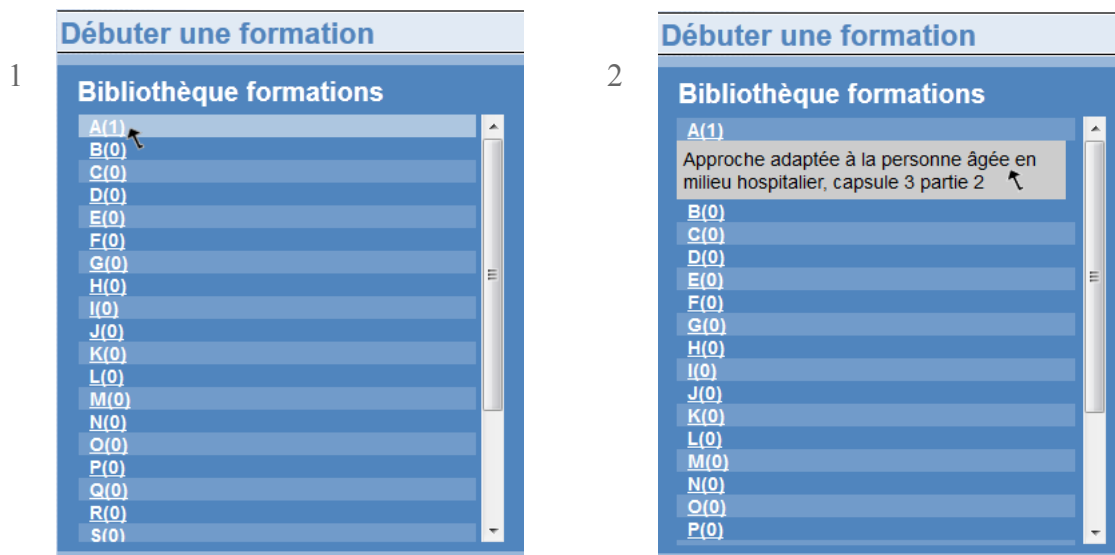 1
Débuter une formation
Bibliothèque formations
A(1)
B(0)
C(0)
D(0)
E(0)
F(0)
G(0)
H(0)
I(0)
J(0)
K(0)
L(0)
M(0)
N(0)
O(0)
P(0)
Q(0)
R(0)
S(0)
2
Débuter une formation
Bibliothèque formations
A(1)
Approche adaptée à la personne âgée en
milieu hospitalier, capsule 3 partie 2
B(0)
C(0)
D(0)
E(0)
F(0)
G(0)
H(0)
I(0)
J(0)
K(0)
L(0)
M(0)
N(0)
O(0)
P(0)